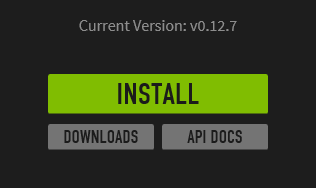 Current Version: v0.12.7
INSTALL
DOWNLOADS
API DOCS